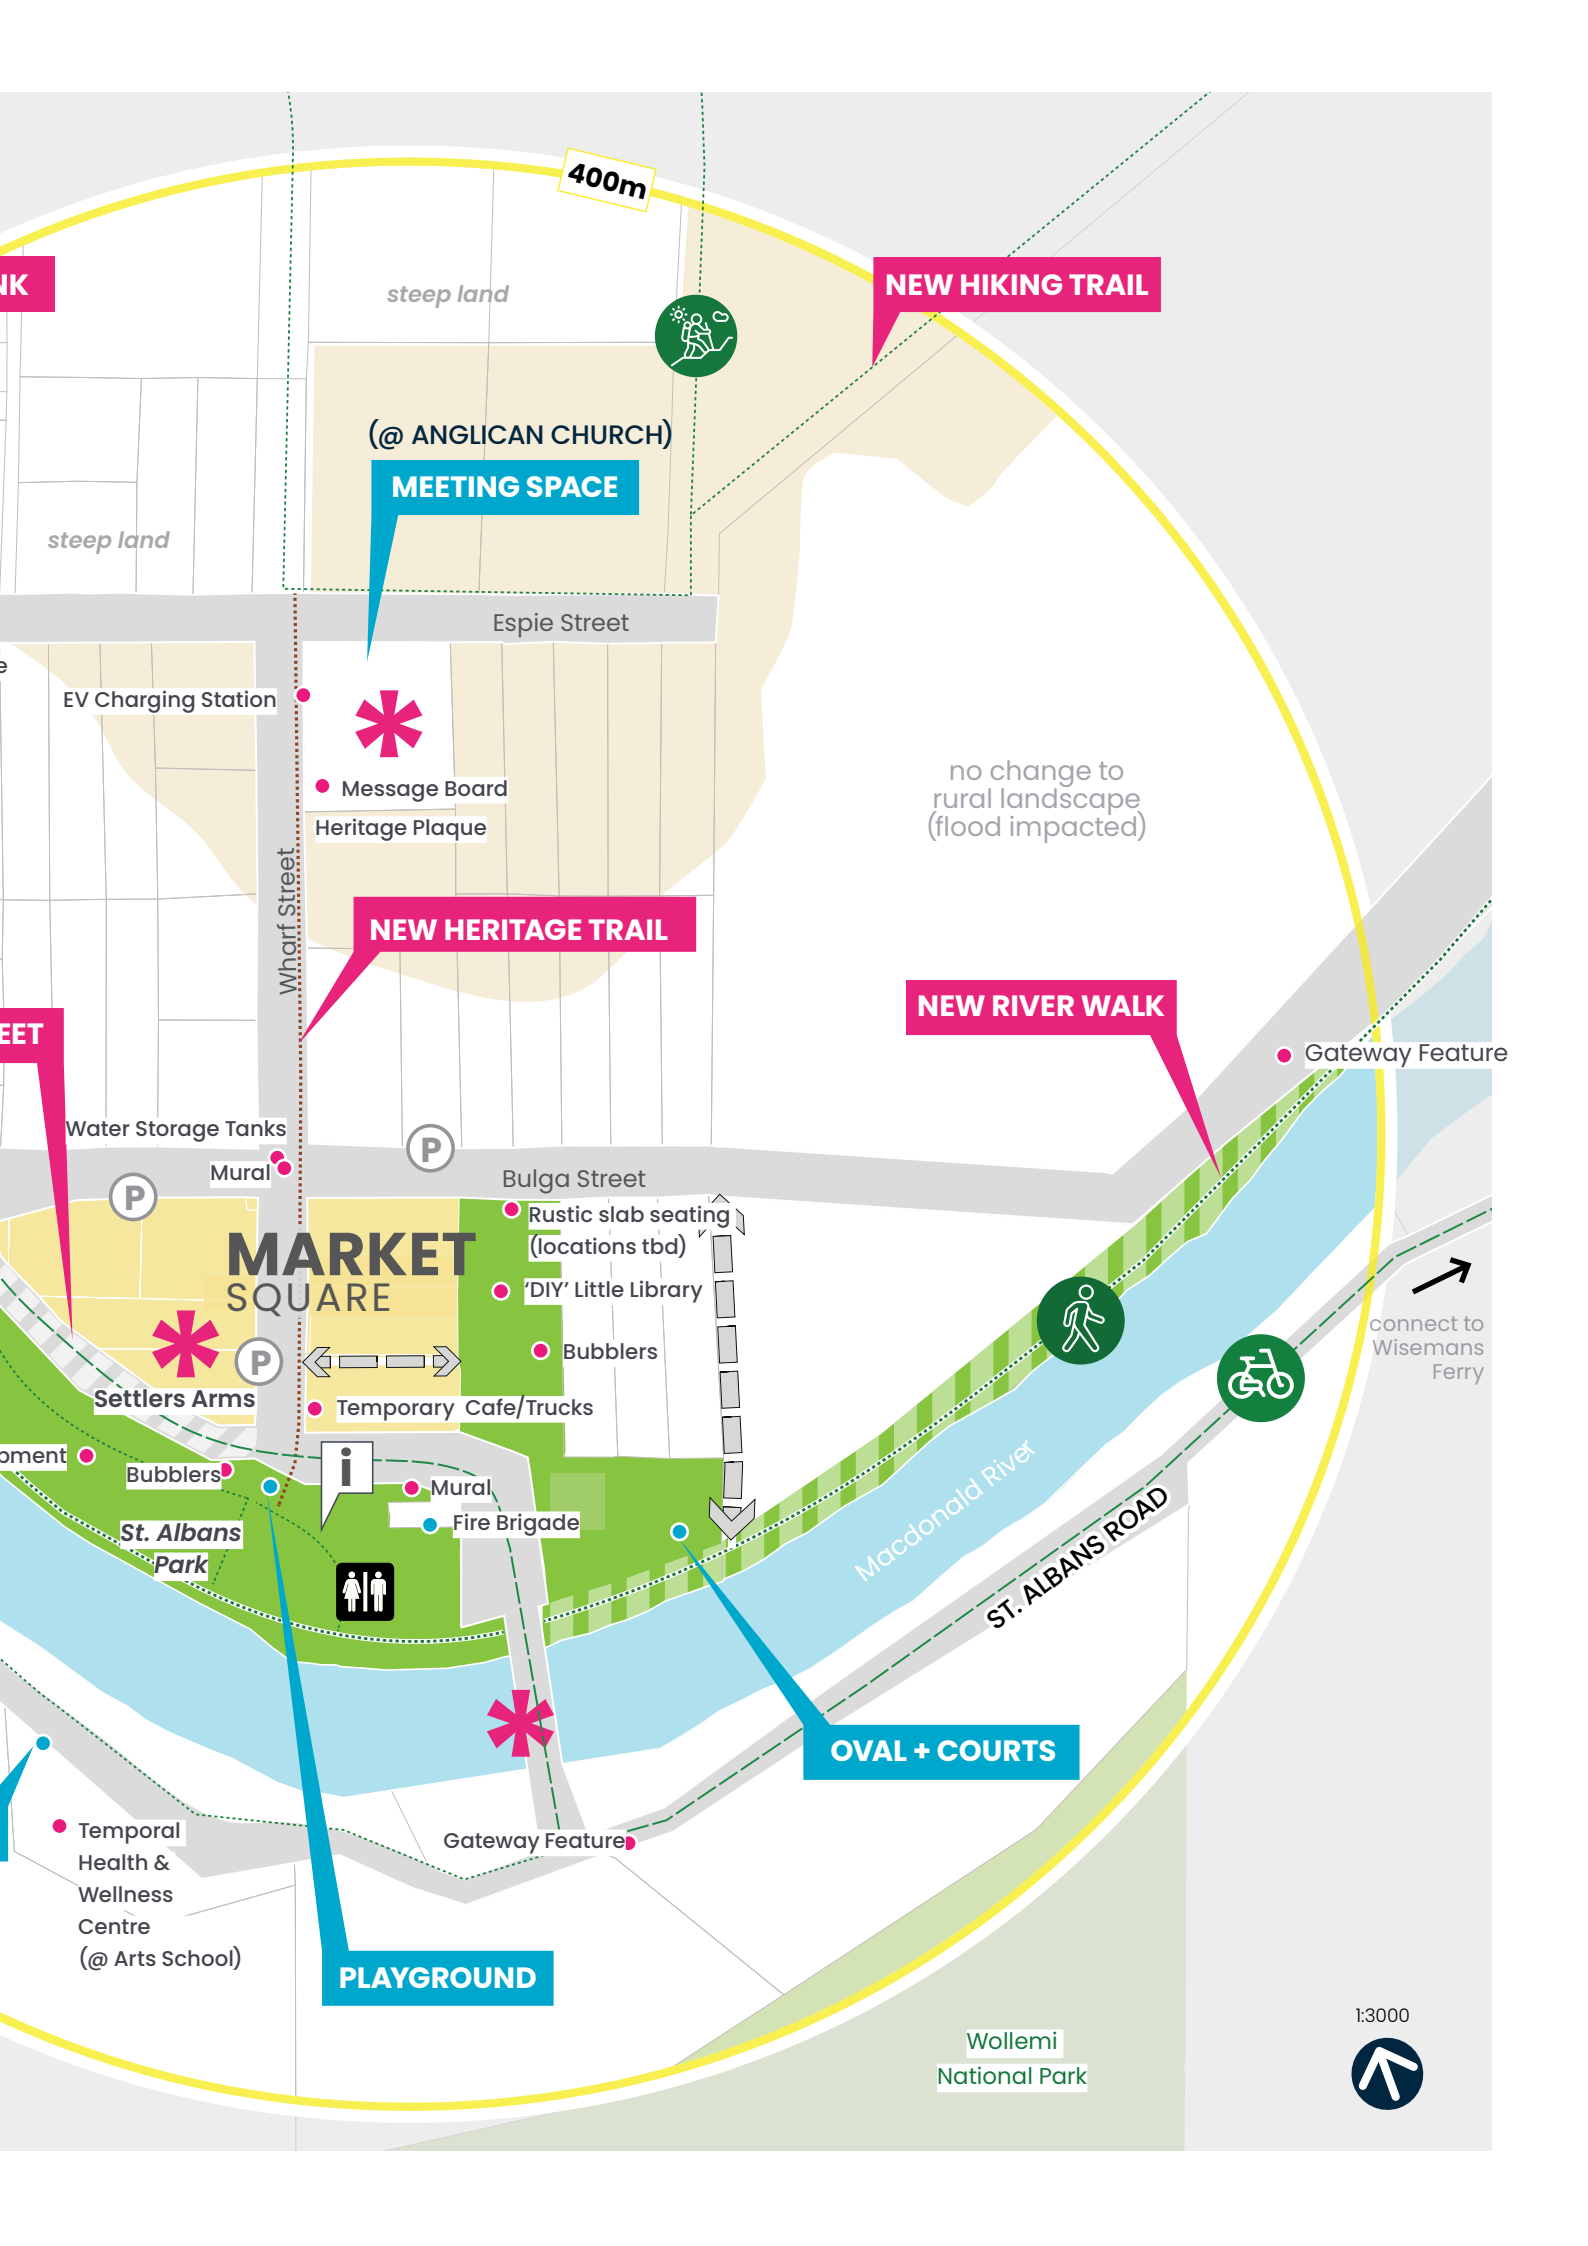 400m
NK
NEW HIKING TRAIL
steep land
(@ ANGLICAN CHURCH)
MEETING SPACE
steep land
Espie Street
e
EV Charging Station
Message Board
Heritage Plaque
no change to
rural landscape
(flood impacted)
Wharf Street
NEW HERITAGE TRAIL
NEW RIVER WALK
EET
Gateway Feature
Water Storage Tanks
P
Mural
Bulga Street
P
Rustic slab seating
(locations tbd)
MARKET
SQUARE
'DIY' Little Library
connect to
Wisemans
Ferry
P
Bubblers
Settlers Arms
Temporary Cafe/Trucks
pment
Bubblers
i
Mural
Fire Brigade
St. Albans
Park
Macdonald River
ST. ALBANS ROAD
OVAL + COURTS
Temporal
Health &
Wellness
Centre
(@ Arts School)
Gateway Feature
PLAYGROUND
Wollemi
National Park
1:3000